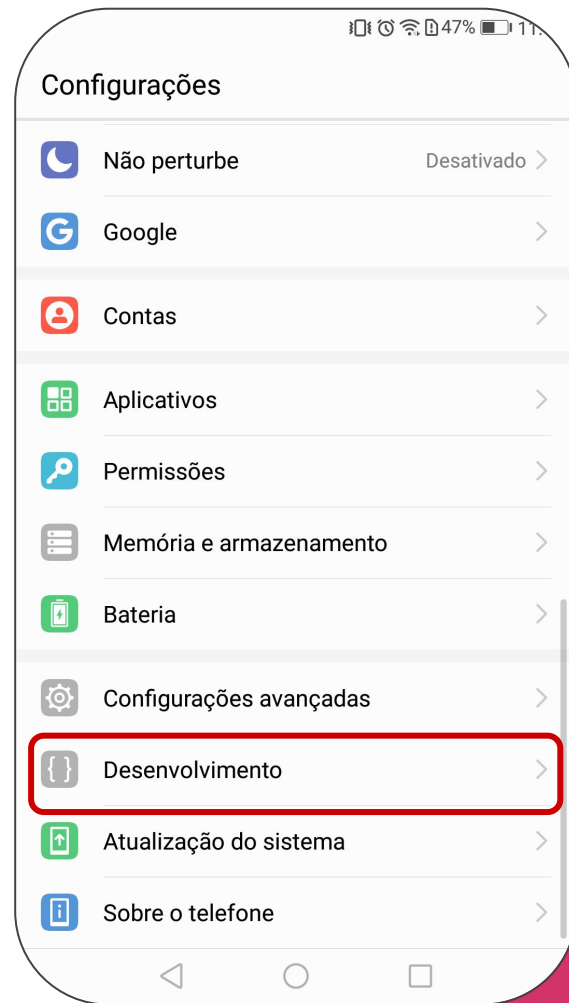 47%
Configurações
Não perturbe Desativado
Google
Contas
Aplicativos
Permissões
Memória e armazenamento
Bateria
Configurações avançadas
Desenvolvimento
Atualização do sistema
Sobre o telefone